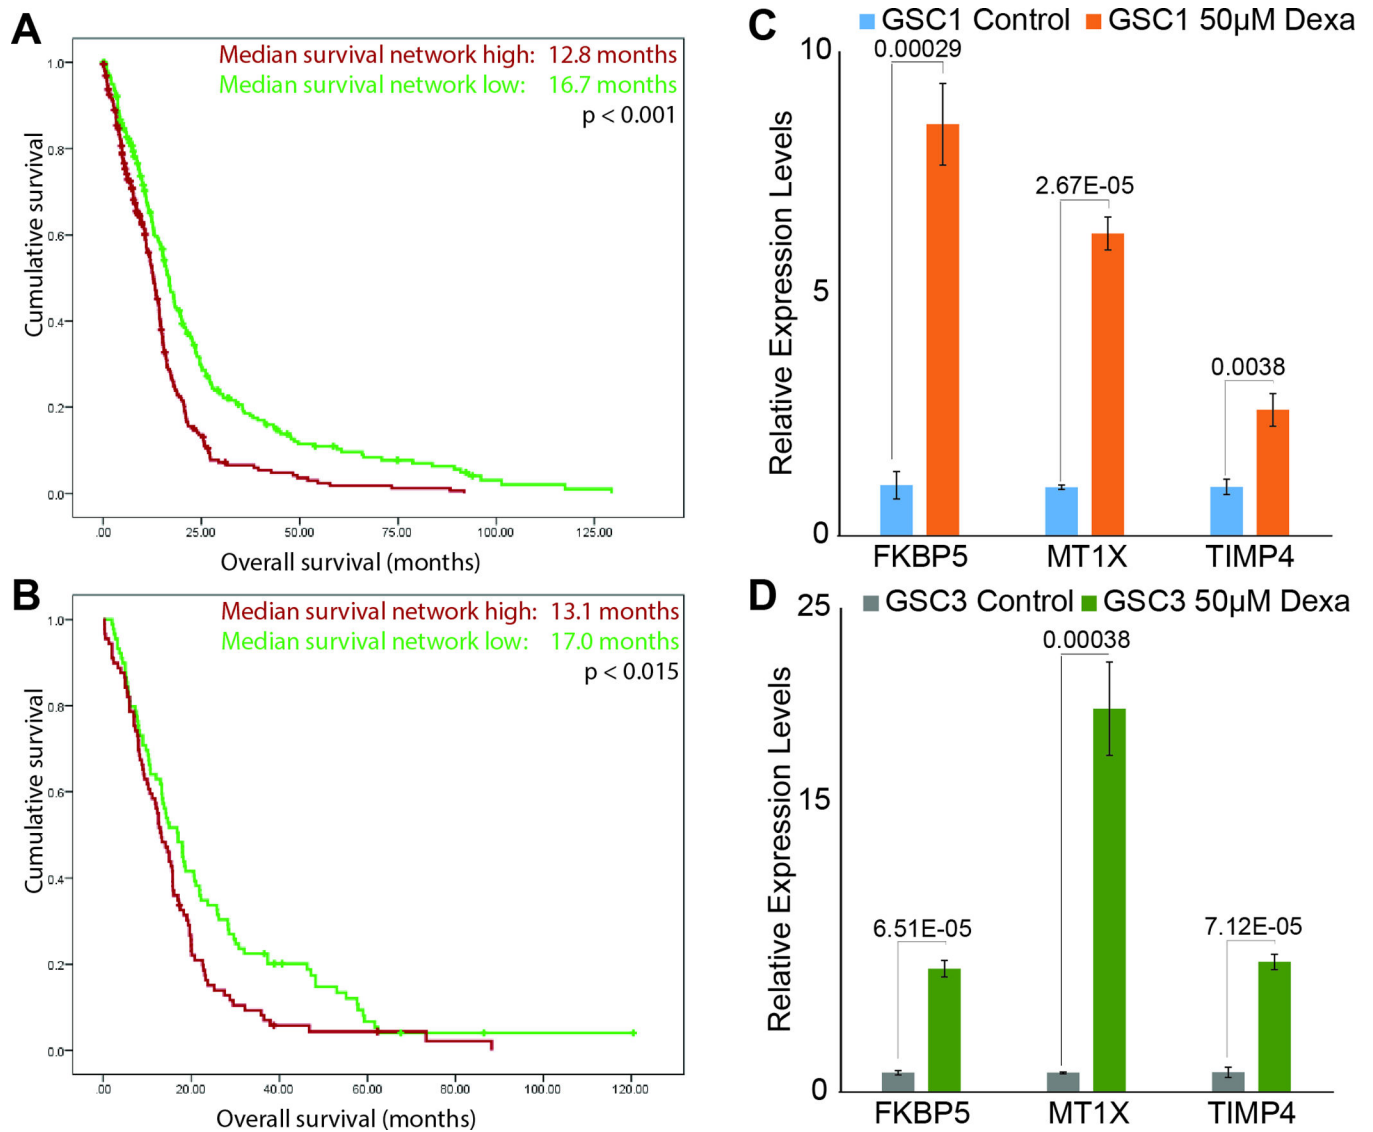 A
Median survival network high: 12.8 months
Median survival network low: 16.7 months
p < 0.001
Cumulative survival
1.0
0.8
0.6
0.4
0.2
0.0
.00 25.00 50.00 75.00 100.00 125.00
Overall survival (months)
B
Median survival network high: 13.1 months
Median survival network low: 17.0 months
p < 0.015
Cumulative survival
1.0
0.8
0.6
0.4
0.2
0.0
.00 20.00 40.00 60.00 80.00 100.00 120.00
Overall survival (months)
C
GSC1 Control GSC1 50µM Dexa
Relative Expression Levels
10
5
0
0.00029
2.67E-05
0.0038
FKBP5 MT1X TIMP4
D
GSC3 Control GSC3 50µM Dexa
Relative Expression Levels
25
15
0
0.00038
6.51E-05
7.12E-05
FKBP5 MT1X TIMP4